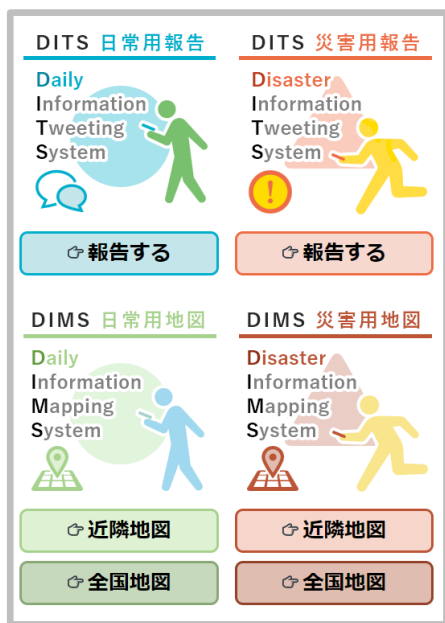 DITS 日常用報告
Daily
Information
Tweeting
System
👉報告する
DITS 災害用報告
Disaster
Information
Tweeting
System
!
👉報告する
DIMS 日常用地図
Daily
Information
Mapping
System
👉近隣地図
👉全国地図
DIMS 災害用地図
Disaster
Information
Mapping
System
👉近隣地図
👉全国地図